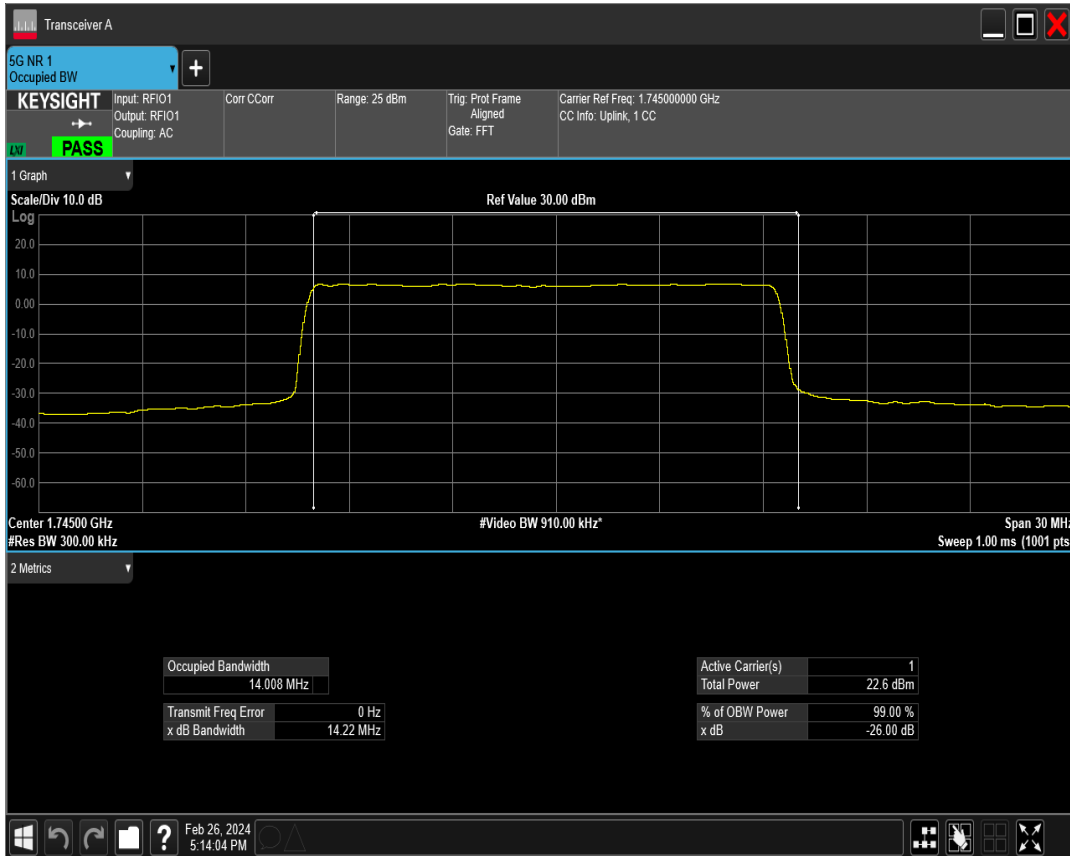 Transceiver A
5G NR 1
Occupied BW
KEYSIGHT
LXI
PASS
Input: RFIO1
Output: RFIO1
Coupling: AC
Corr CCorr
Range: 25 dBm
Trig: Prot Frame
Aligned
Gate: FFT
Carrier Ref Freq: 1.745000000 GHz
CC Info: Uplink, 1 CC
1 Graph
Scale/Div 10.0 dB
Ref Value 30.00 dBm
Log
20.0
10.0
0.00
-10.0
-20.0
-30.0
-40.0
-50.0
-60.0
Center 1.74500 GHz
#Video BW 910.00 kHz*
Span 30 MHz
#Res BW 300.00 kHz
Sweep 1.00 ms (1001 pts
2 Metrics
Occupied Bandwidth
14.008 MHz
Transmit Freq Error 0 Hz
x dB Bandwidth 14.22 MHz
Active Carrier(s) 1
Total Power 22.6 dBm
% of OBW Power 99.00 %
x dB -26.00 dB
Feb 26, 2024
5:14:04 PM